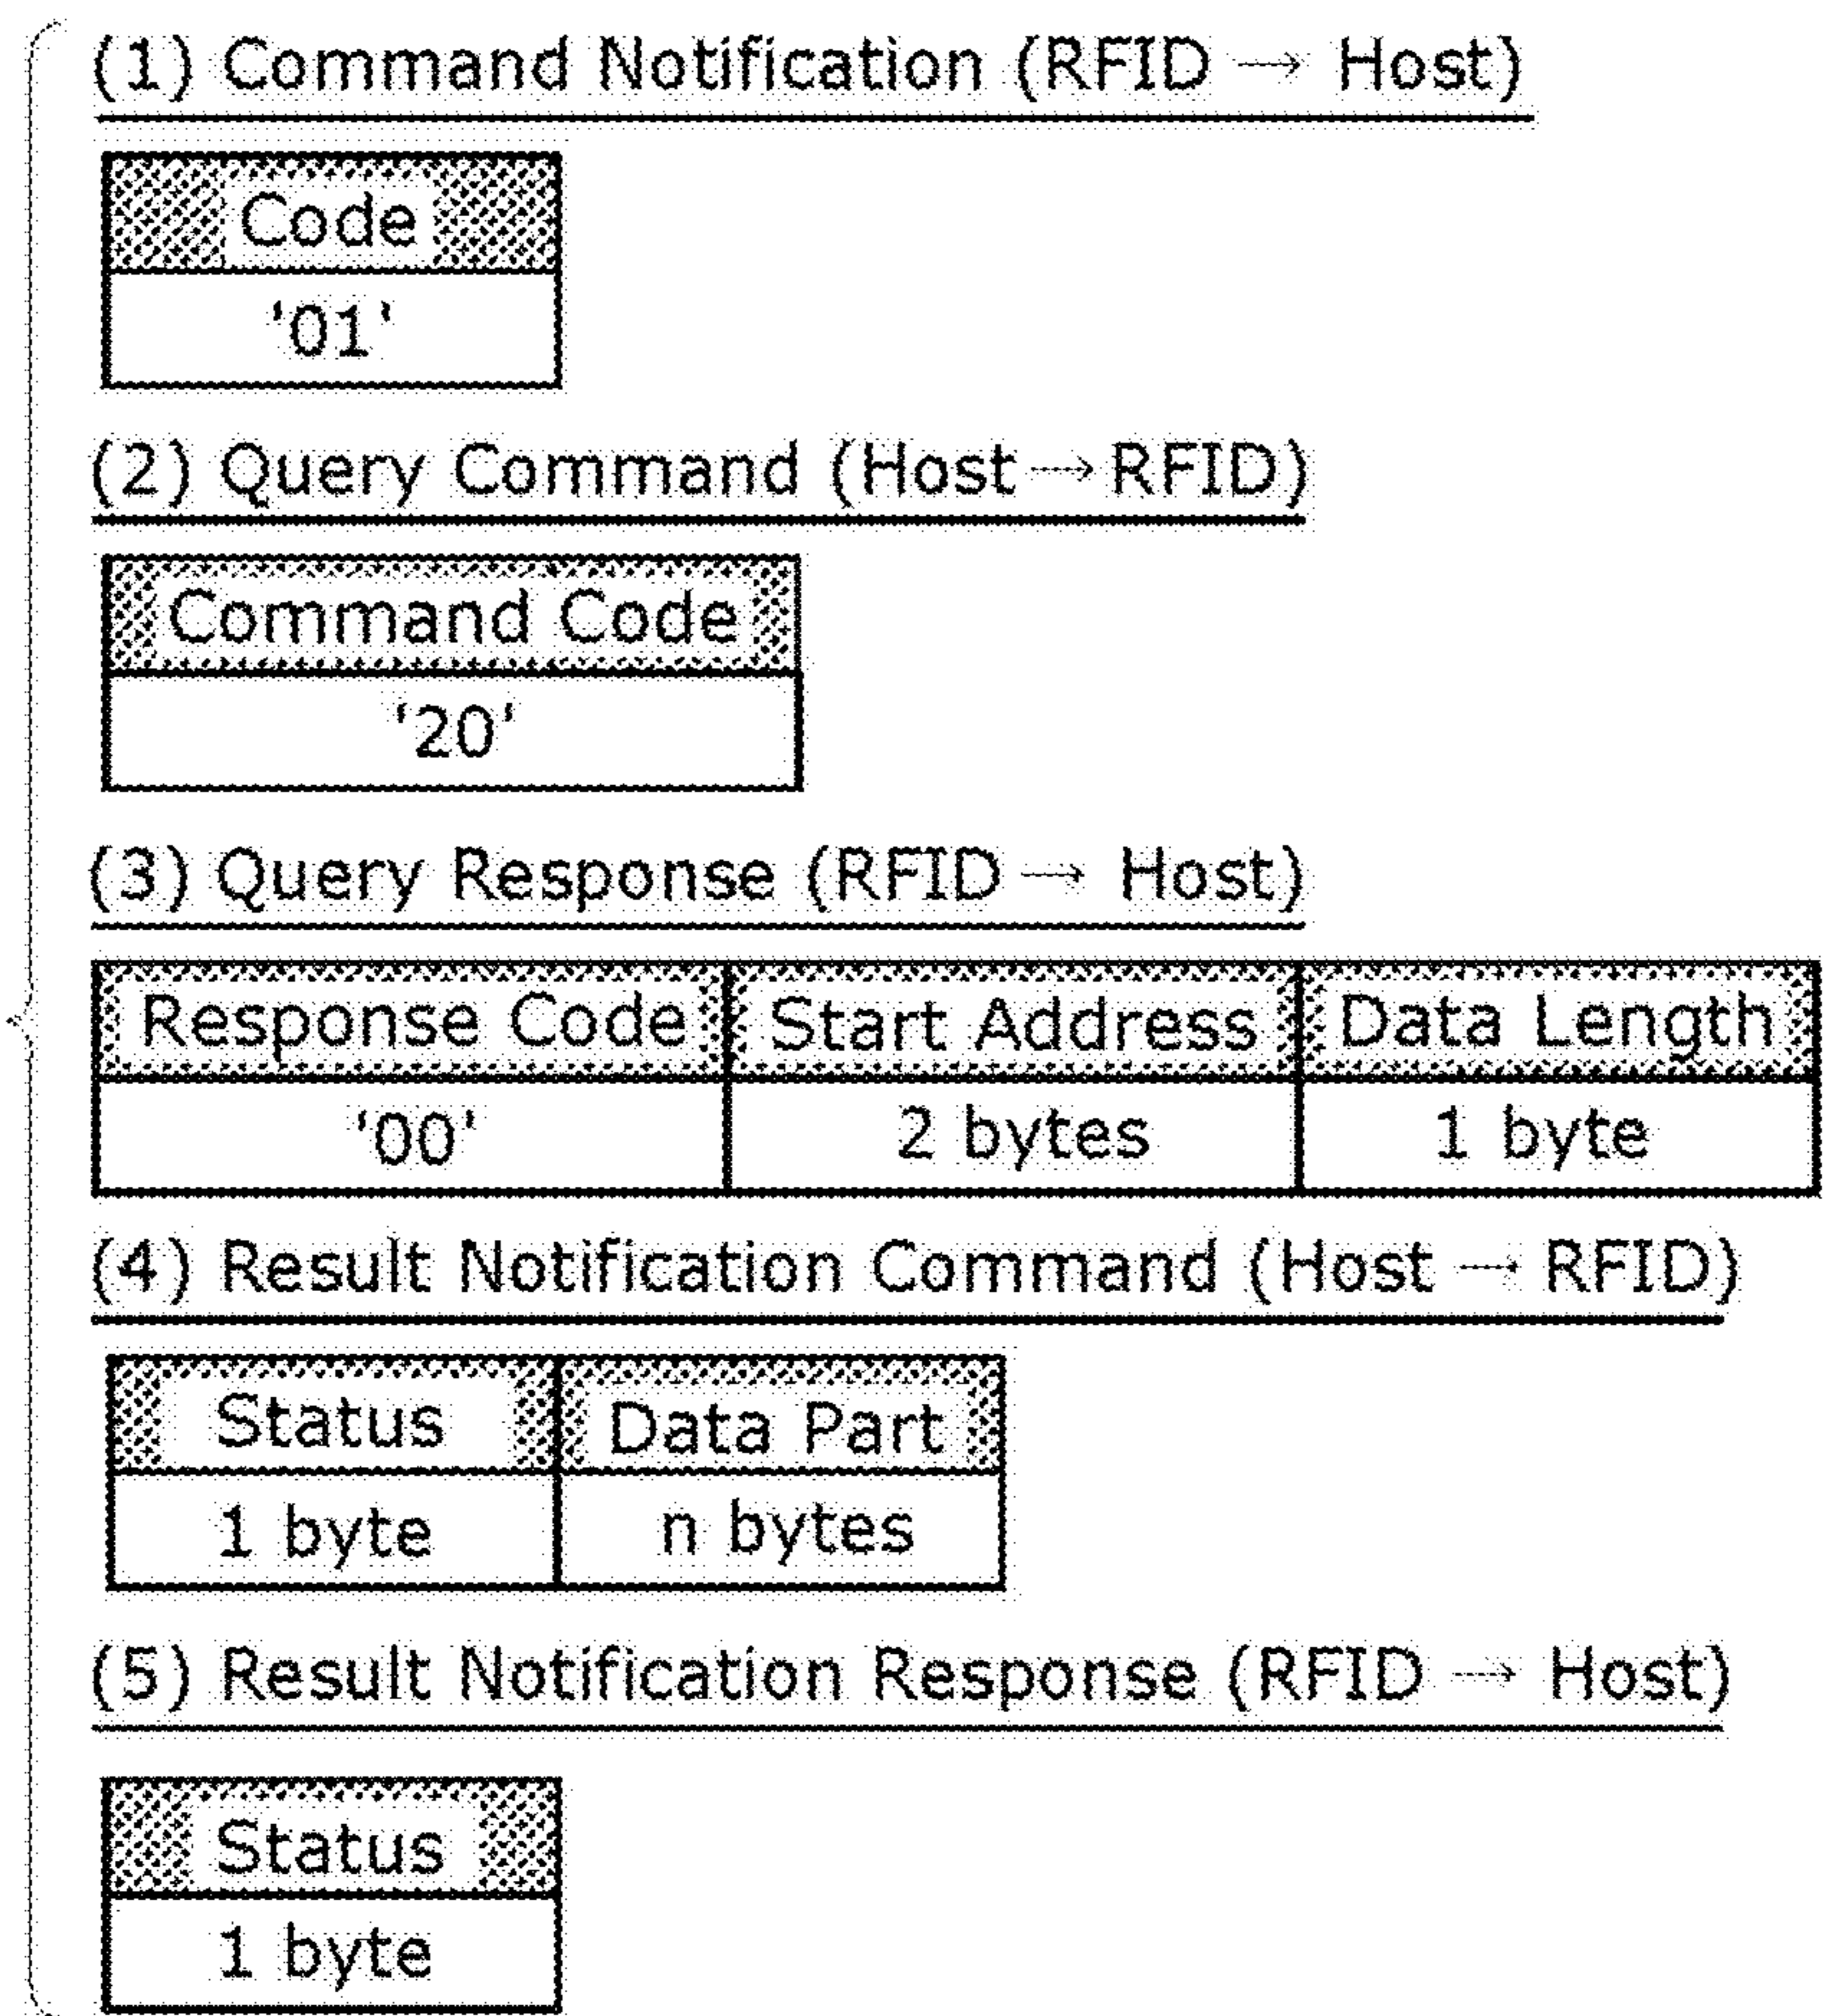 (1) Command Notification (RFID → Host)
Code
'01'
(2) Query Command (Host→RFID)
Command Code
'20'
(3) Query Response (RFID → Host)
Response Code Start Address Data Length
'00' 2 bytes 1 byte
(4) Result Notification Command (Host → RFID)
Status Data Part
1 byte n bytes
(5) Result Notification Response (RFID → Host)
Status
1 byte